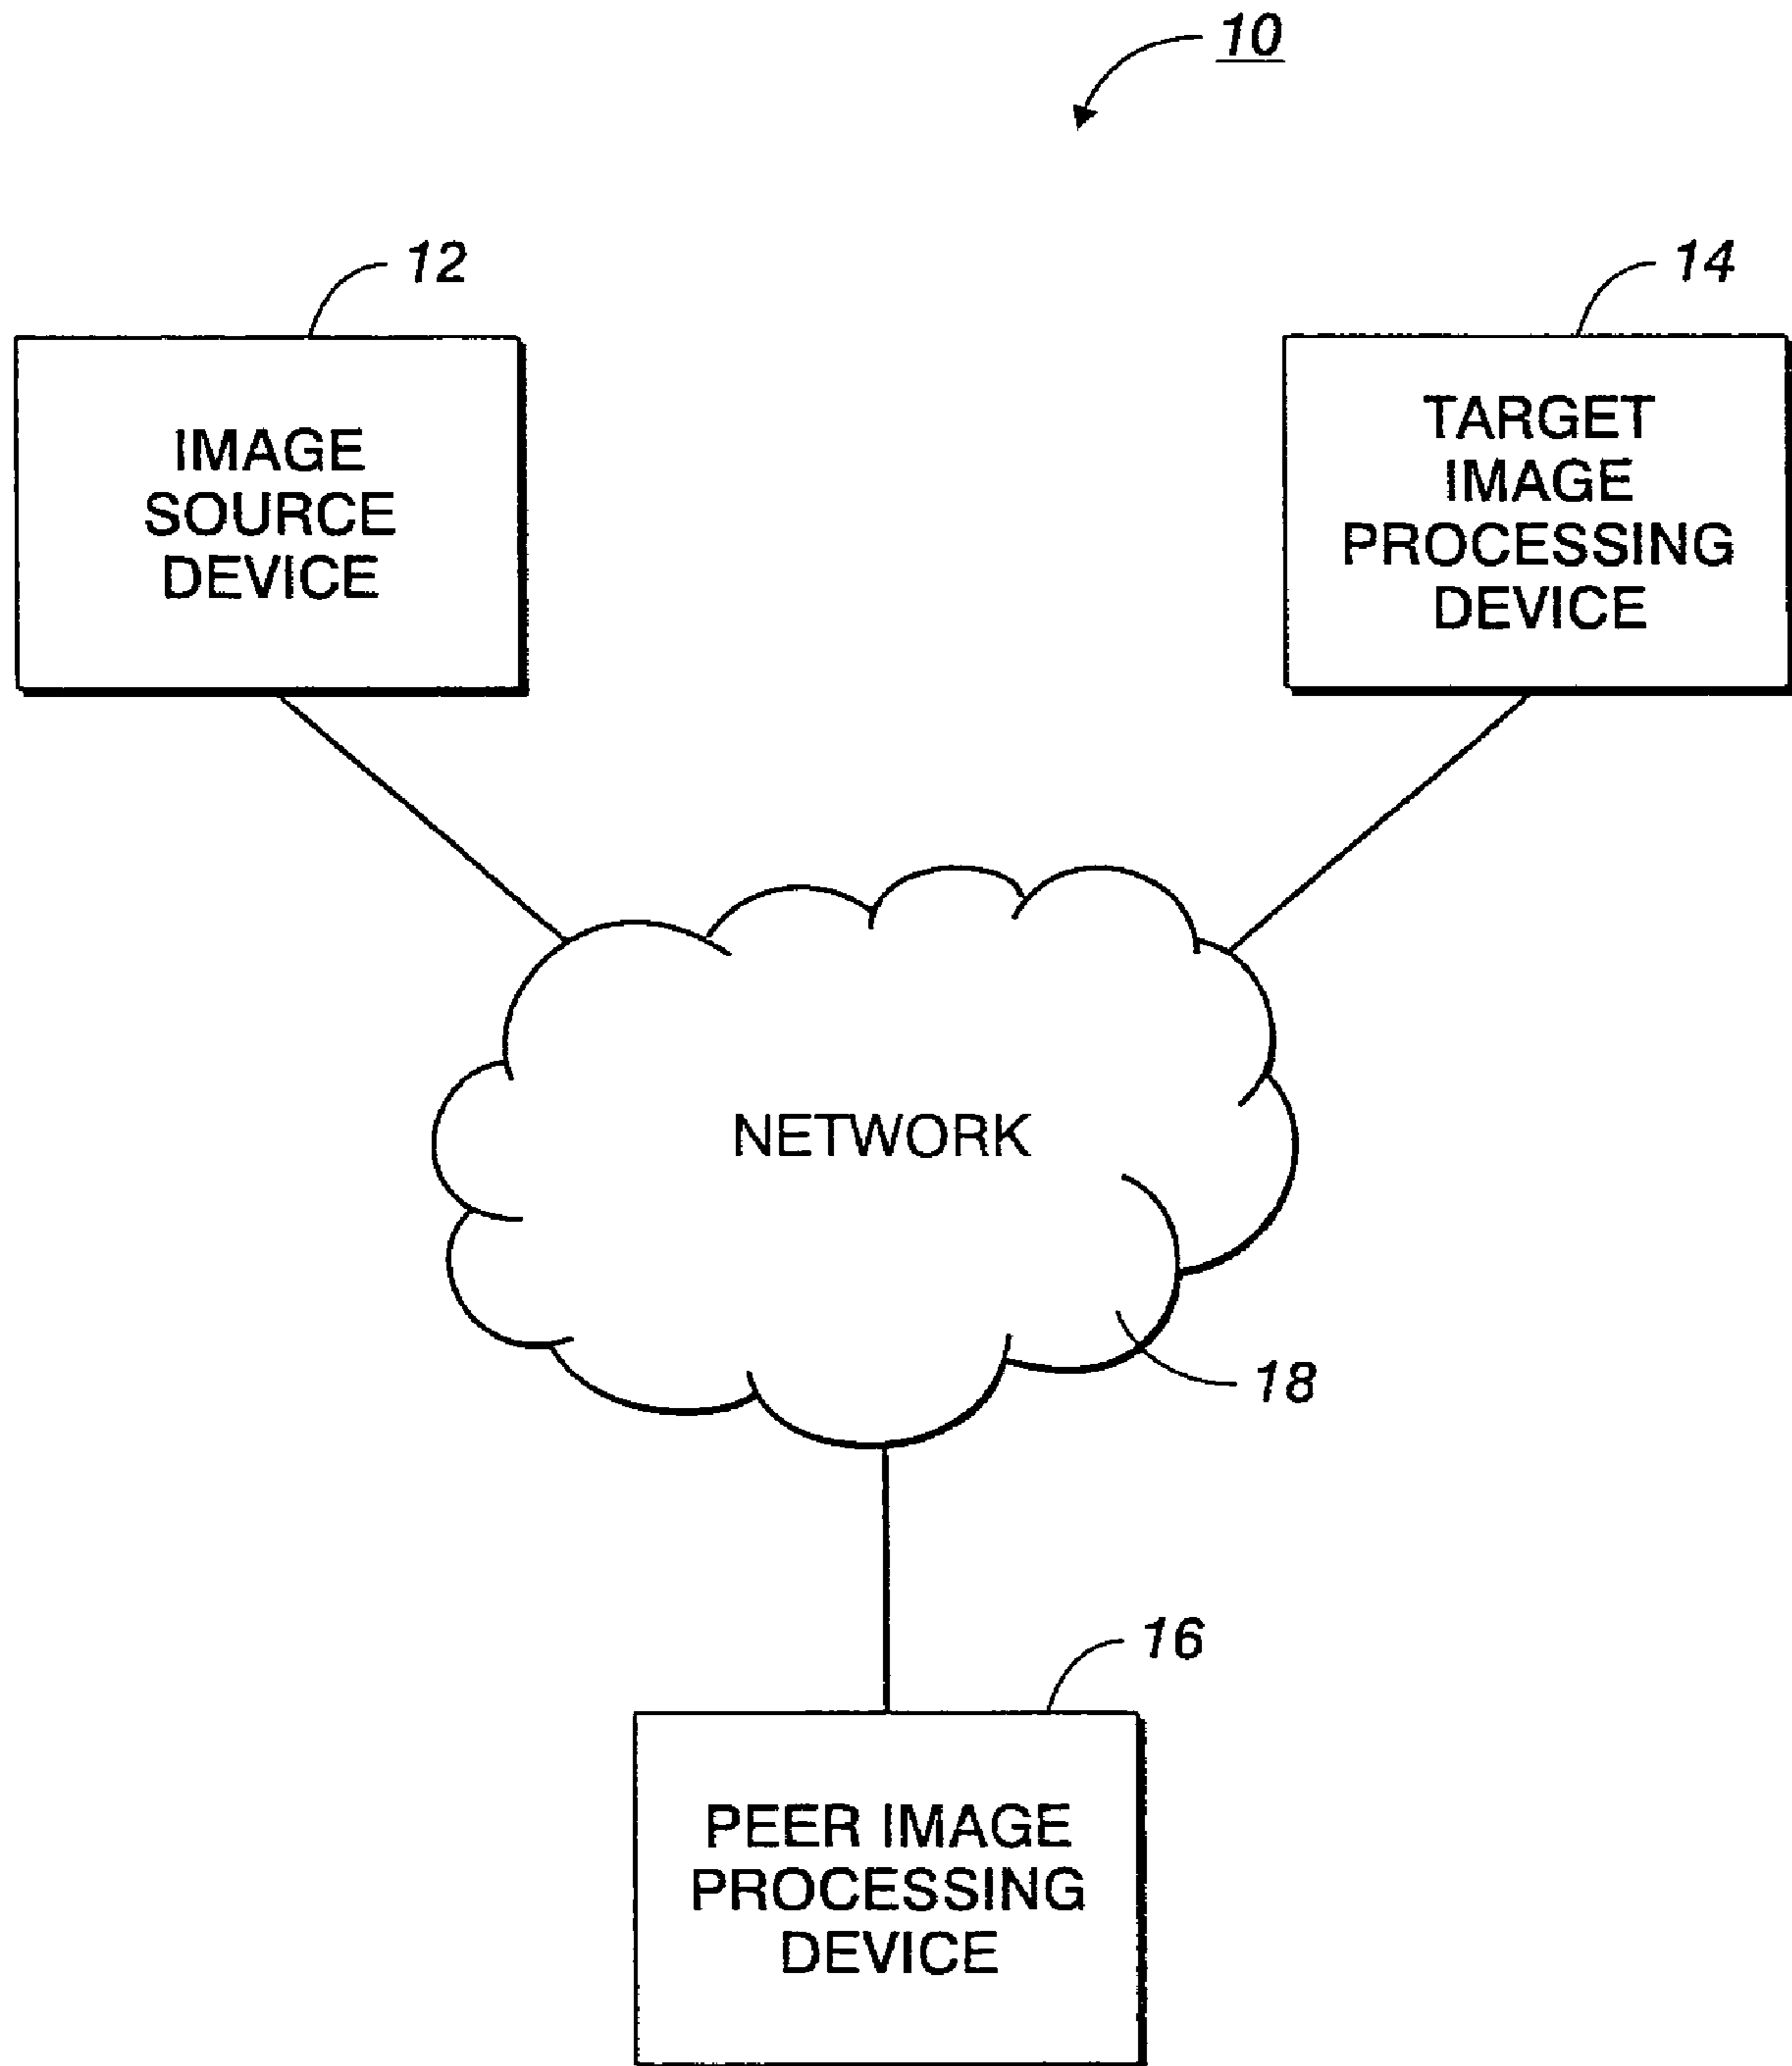 10
12
14
IMAGE
SOURCE
DEVICE
TARGET
IMAGE
PROCESSING
DEVICE
NETWORK
18
16
PEER IMAGE
PROCESSING
DEVICE